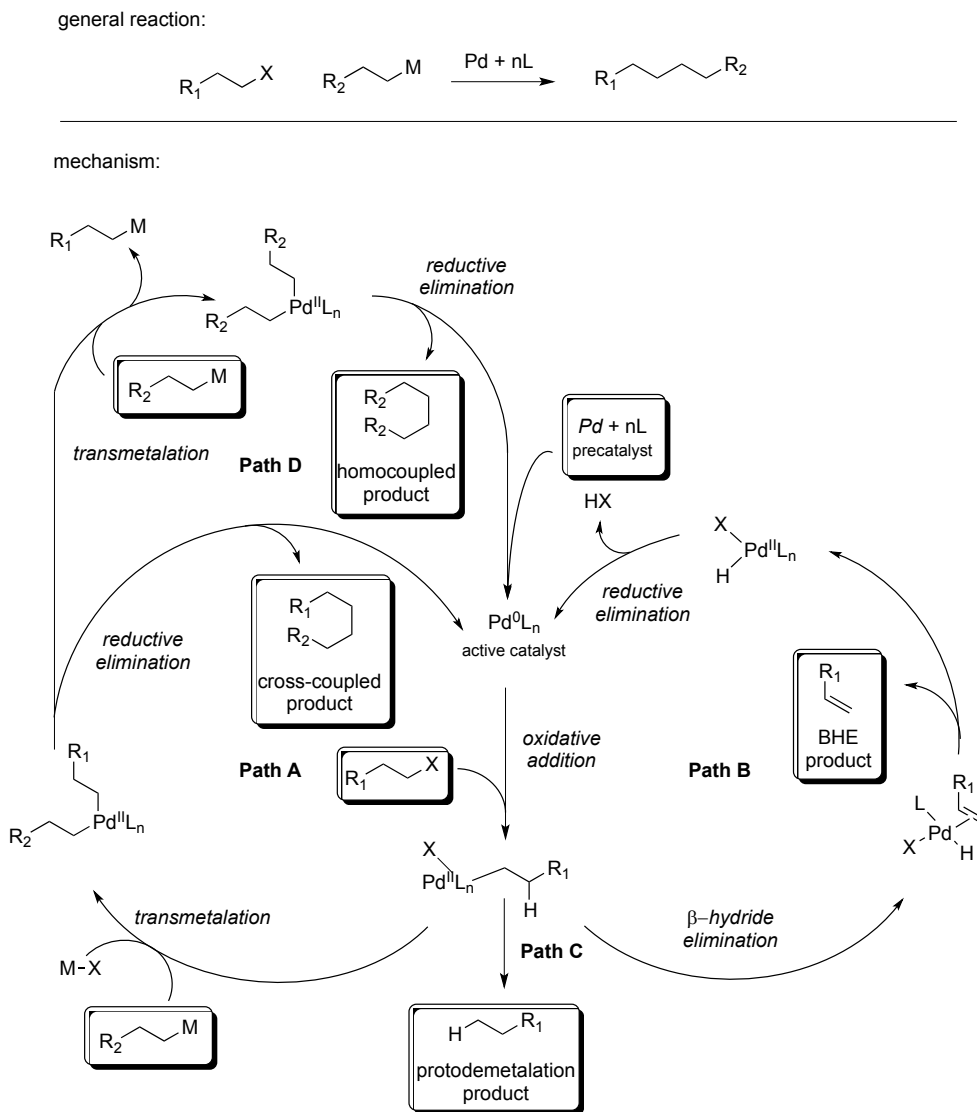 general reaction:
R1 X R2 M Pd + nL R1 R2
mechanism:
R1 M
R2
R2 PdIILn
reductive
elimination
R2 M
transmetalation
Path D
R2
R2
homocoupled
product
Pd + nL
precatalyst
HX
X
PdIILn
H
reductive
elimination
reductive
elimination
R1
R2
cross-coupled
product
Pd0Ln
active catalyst
R1
BHE
product
oxidative
addition
Path A
R1 X
Path B
R1
R2 PdIILn
R1
L
Pd
X H
X
PdIILn R1
H
transmetalation
β–hydride
elimination
Path C
M-X
R2 M
H R1
protodemetalation
product